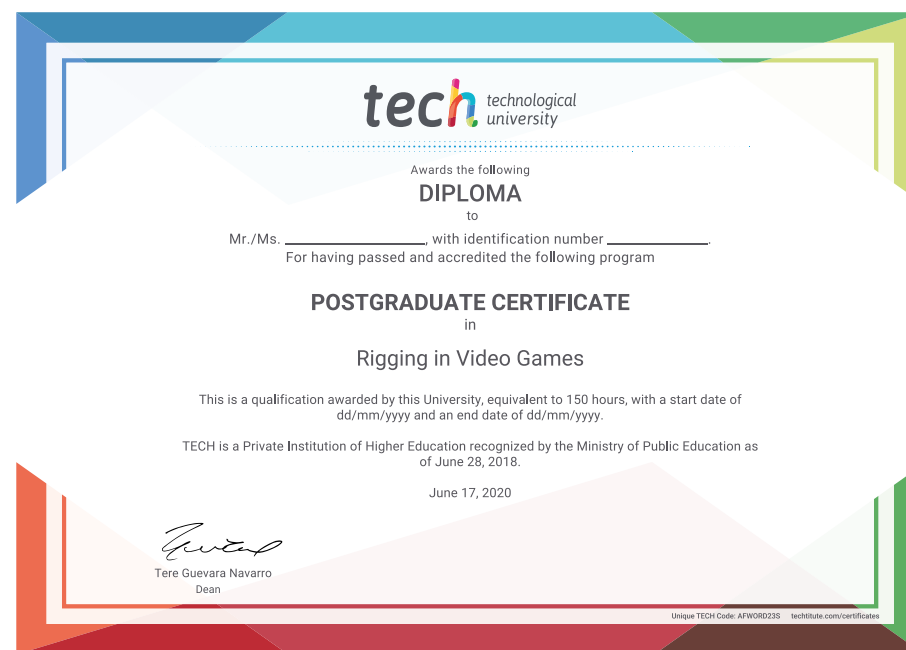 tech technological
university
Awards the following
DIPLOMA
to
Mr./Ms. ____________________, with identification number ______________.
For having passed and accredited the following program
POSTGRADUATE CERTIFICATE
in
Rigging in Video Games
This is a qualification awarded by this University, equivalent to 150 hours, with a start date of
dd/mm/yyyy and an end date of dd/mm/yyyy.
TECH is a Private Institution of Higher Education recognized by the Ministry of Public Education as
of June 28, 2018.
June 17, 2020
Tere Guevara Navarro
Dean
Unique TECH Code: AFWORD23S techtitute.com/certificates